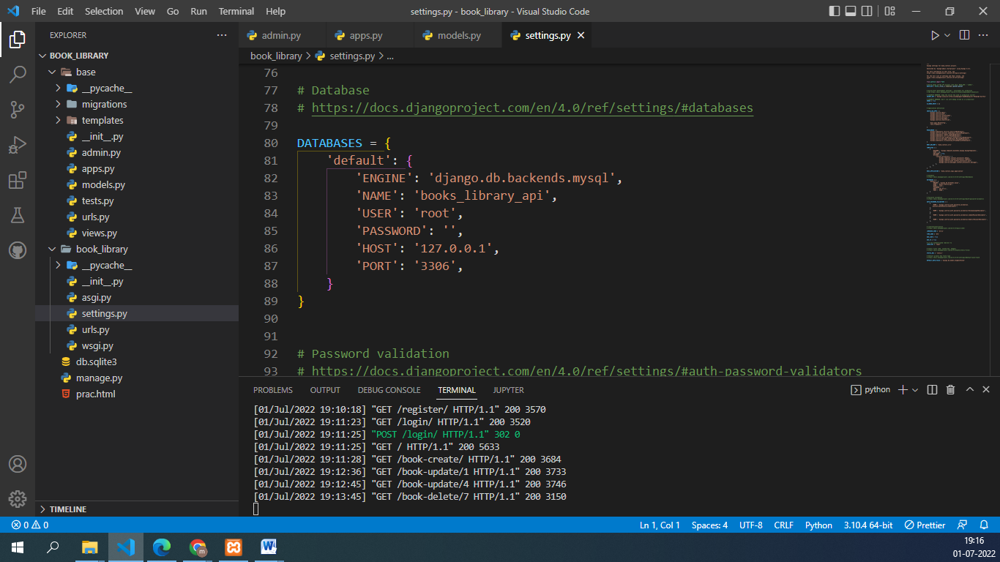 File Edit Selection View Go Run Terminal Help
settings.py - book_library - Visual Studio Code
EXPLORER
BOOK_LIBRARY
base
__pycache__
migrations
templates
__init__.py
admin.py
apps.py
models.py
tests.py
urls.py
views.py
book_library
__pycache__
__init__.py
asgi.py
settings.py
urls.py
wsgi.py
db.sqlite3
manage.py
prac.html
TIMELINE
admin.py apps.py models.py settings.py
book_library > settings.py > ...
76
77 # Database
78 # https://docs.djangoproject.com/en/4.0/ref/settings/#databases
79
80 DATABASES = {
81 'default': {
82 'ENGINE': 'django.db.backends.mysql',
83 'NAME': 'books_library_api',
84 'USER': 'root',
85 'PASSWORD': '',
86 'HOST': '127.0.0.1',
87 'PORT': '3306',
88 }
89 }
90
91
92 # Password validation
93 # https://docs.djangoproject.com/en/4.0/ref/settings/#auth-password-validators
PROBLEMS OUTPUT DEBUG CONSOLE TERMINAL JUPYTER
python
[01/Jul/2022 19:10:18] "GET /register/ HTTP/1.1" 200 3570
[01/Jul/2022 19:11:23] "GET /login/ HTTP/1.1" 200 3520
[01/Jul/2022 19:11:25] "POST /login/ HTTP/1.1" 302 0
[01/Jul/2022 19:11:25] "GET / HTTP/1.1" 200 5633
[01/Jul/2022 19:11:28] "GET /book-create/ HTTP/1.1" 200 3684
[01/Jul/2022 19:12:36] "GET /book-update/1 HTTP/1.1" 200 3733
[01/Jul/2022 19:12:45] "GET /book-update/4 HTTP/1.1" 200 3746
[01/Jul/2022 19:13:45] "GET /book-delete/7 HTTP/1.1" 200 3150
0 0 Ln 1, Col 1 Spaces: 4 UTF-8 CRLF Python 3.10.4 64-bit Prettier
19:16
01-07-2022